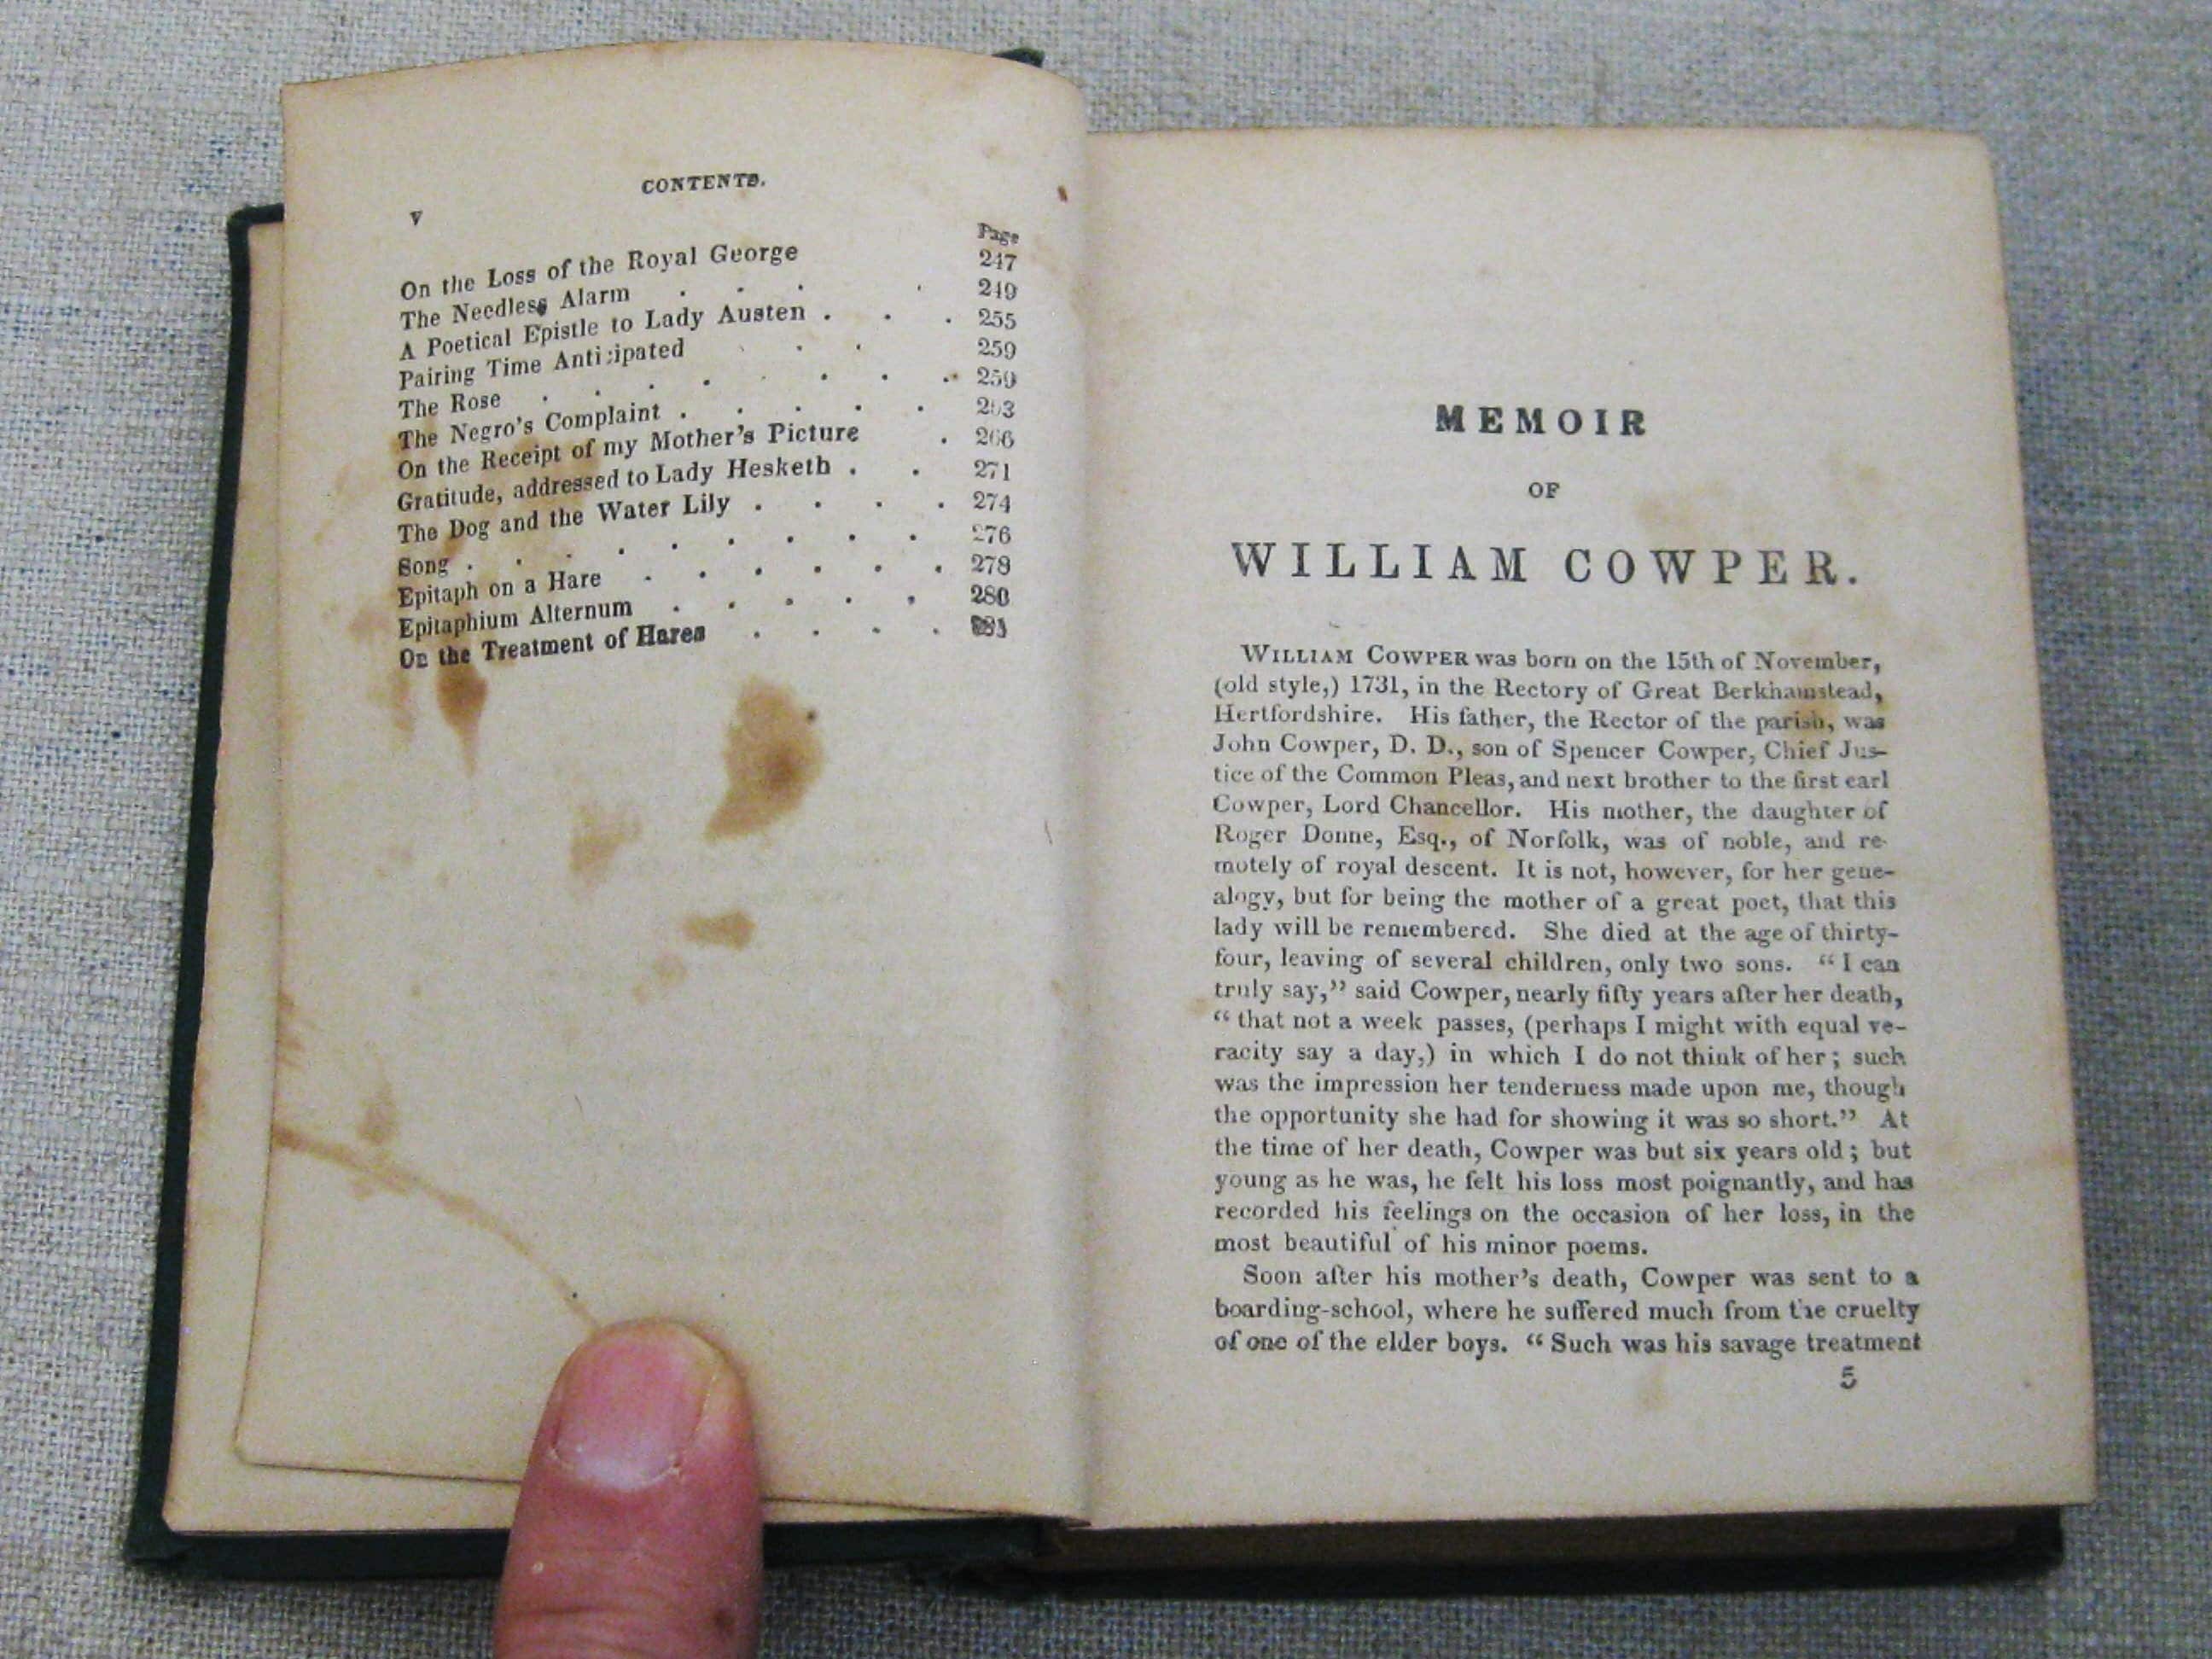 CONTENTS.
v
Page
On the Loss of the Royal George 247
The Needless Alarm . . . . 249
A Poetical Epistle to Lady Austen . . . 255
Pairing Time Anticipated . . . 259
The Rose . . . . . . . . 259
The Negro's Complaint . . . . . 263
On the Receipt of my Mother's Picture . 266
Gratitude, addressed to Lady Hesketh . . 271
The Dog and the Water Lily . . . . 274
Song . . . . . . . . . 276
Epitaph on a Hare . . . . . . 278
Epitaphium Alternum . . . . . 280
On the Treatment of Hares . . . .
MEMOIR
OF
WILLIAM COWPER.
WILLIAM COWPER was born on the 15th of November,
(old style,) 1731, in the Rectory of Great Berkhamstead,
Hertfordshire. His father, the Rector of the parish, was
John Cowper, D. D., son of Spencer Cowper, Chief Jus-
tice of the Common Pleas, and next brother to the first earl
Cowper, Lord Chancellor. His mother, the daughter of
Roger Donne, Esq., of Norfolk, was of noble, and re-
motely of royal descent. It is not, however, for her gene-
alogy, but for being the mother of a great poet, that this
lady will be remembered. She died at the age of thirty-
four, leaving of several children, only two sons. "I can
truly say," said Cowper, nearly fifty years after her death,
"that not a week passes, (perhaps I might with equal ve-
racity say a day,) in which I do not think of her; such
was the impression her tenderness made upon me, though
the opportunity she had for showing it was so short." At
the time of her death, Cowper was but six years old; but
young as he was, he felt his loss most poignantly, and has
recorded his feelings on the occasion of her loss, in the
most beautiful of his minor poems.
Soon after his mother's death, Cowper was sent to a
boarding-school, where he suffered much from the cruelty
of one of the elder boys. "Such was his savage treatment
5